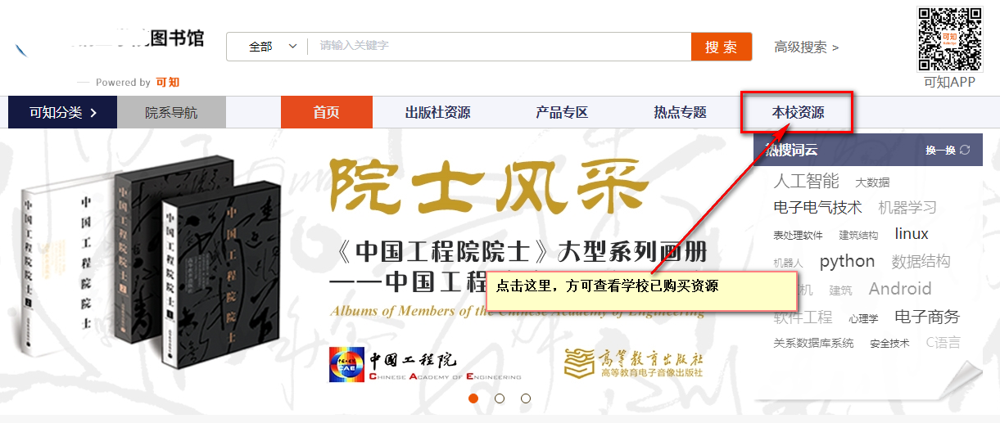 图书馆
Powered by 可知
全部
请输入关键字
搜 索
高级搜索 >
可知
可知APP
可知分类
院系导航
首页
出版社资源
产品专区
热点专题
本校资源
热搜词云
换一换
人工智能 大数据
电子电气技术 机器学习
表处理软件 建筑结构 linux
机器人 python 数据结构
机 建筑 Android
软件工程 心理学 电子商务
关系数据库系统 安全技术 C语言
院士风采
《中国工程院院士》大型系列画册
——中国工程
点击这里，方可查看学校已购买资源
Albums of Members of the Chinese Academy of Engineering
中国工程院院士
中国工程院院士
中国工程院院士
CAE
中國工程院
CHINESE ACADEMY OF ENGINEERING
高等教育出版社
高等教育电子音像出版社